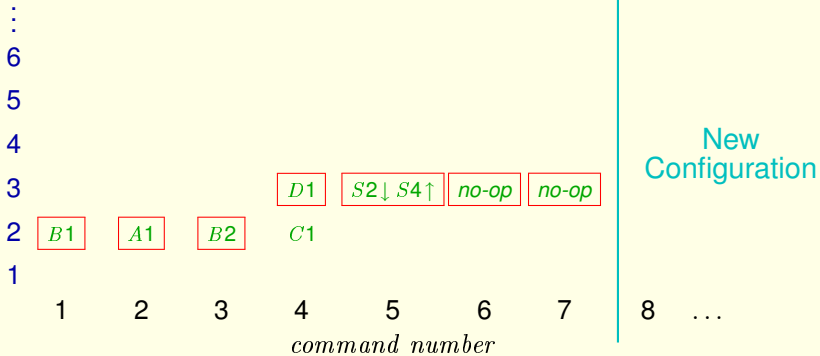 ⋮
6
5
4
New
Configuration
3 D1 S2↓ S4↑ no-op no-op
2 B1 A1 B2 C1
1
1 2 3 4 5 6 7 8 ...
command number